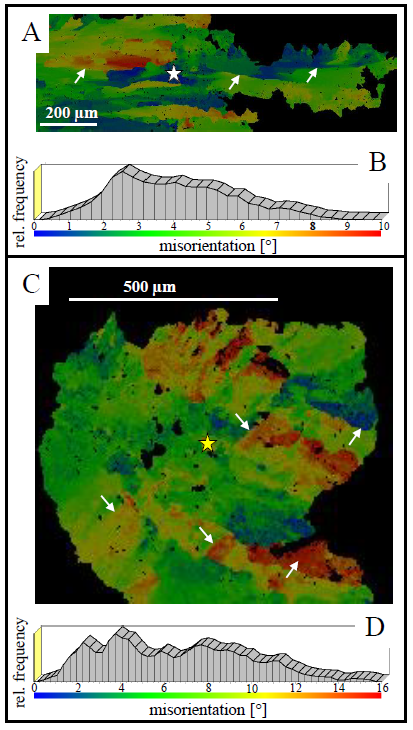 A
200 µm
B
rel. frequency
0 1 2 3 4 5 6 7 8 9 10
misorientation [°]
C
500 µm
D
rel. frequency
0 2 4 6 8 10 12 14 16
misorientation [°]